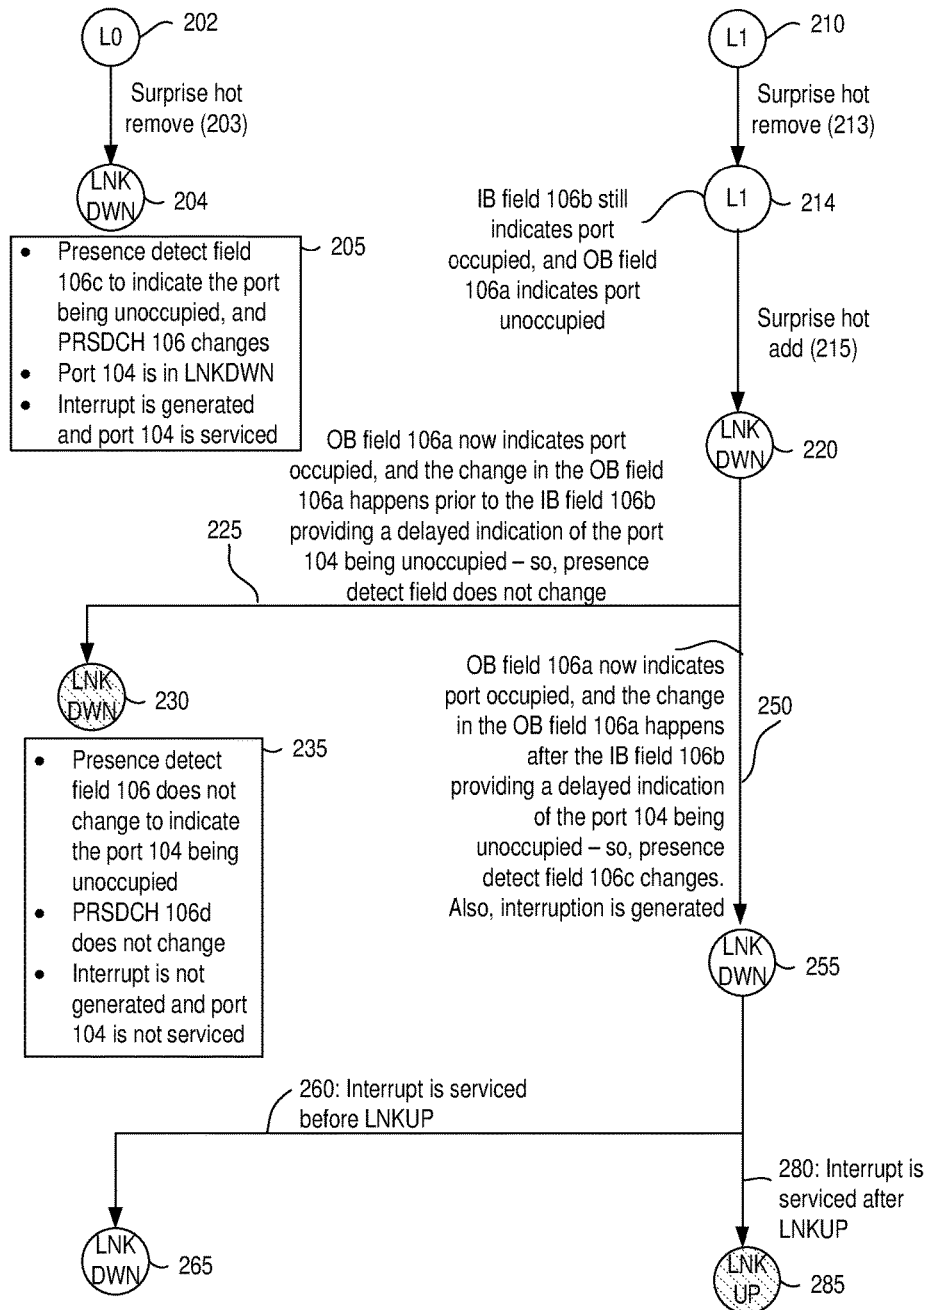 L0
202
Surprise hot
remove (203)
LNK
DWN
204
205
• Presence detect field
106c to indicate the port
being unoccupied, and
PRSDCH 106 changes
• Port 104 is in LNKDWN
• Interrupt is generated
and port 104 is serviced
L1
210
Surprise hot
remove (213)
L1
214
IB field 106b still
indicates port
occupied, and OB field
106a indicates port
unoccupied
Surprise hot
add (215)
LNK
DWN
220
OB field 106a now indicates port
occupied, and the change in the OB field
106a happens prior to the IB field 106b
providing a delayed indication of the port
104 being unoccupied – so, presence
detect field does not change
225
LNK
DWN
230
235
• Presence detect
field 106 does not
change to indicate
the port 104 being
unoccupied
• PRSDCH 106d
does not change
• Interrupt is not
generated and port
104 is not serviced
OB field 106a now indicates
port occupied, and the change
in the OB field 106a happens
after the IB field 106b
providing a delayed indication
of the port 104 being
unoccupied – so, presence
detect field 106c changes.
Also, interruption is generated
250
LNK
DWN
255
260: Interrupt is serviced
before LNKUP
LNK
DWN
265
280: Interrupt is
serviced after
LNKUP
LNK
UP
285